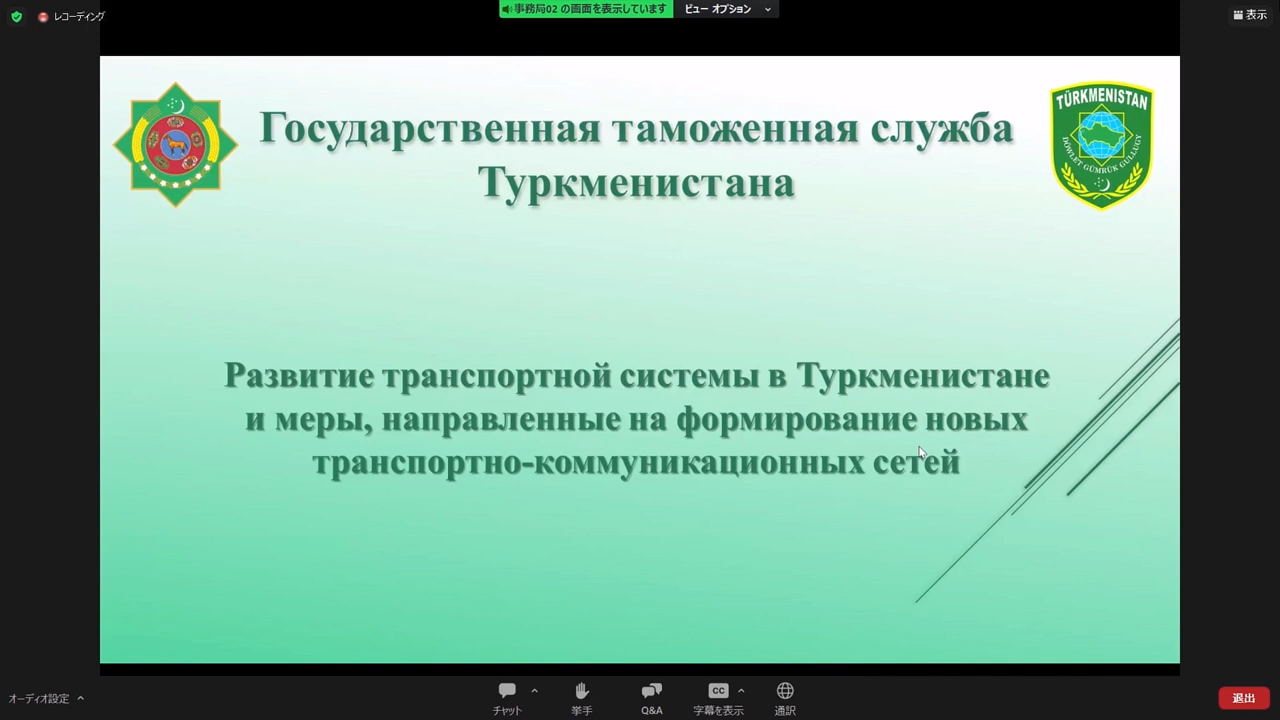 レコーディング
事務局02 の画面を表示しています
ビュー オプション
表示
Государственная таможенная служба
Туркменистана
TÜRKMENISTAN
DÖWLET GÜMRÜK GULLUGY
Развитие транспортной системы в Туркменистане
и меры, направленные на формирование новых
транспортно-коммуникационных сетей
オーディオ設定
チャット
挙手
Q&A
CC
字幕を表示
通訳
退出